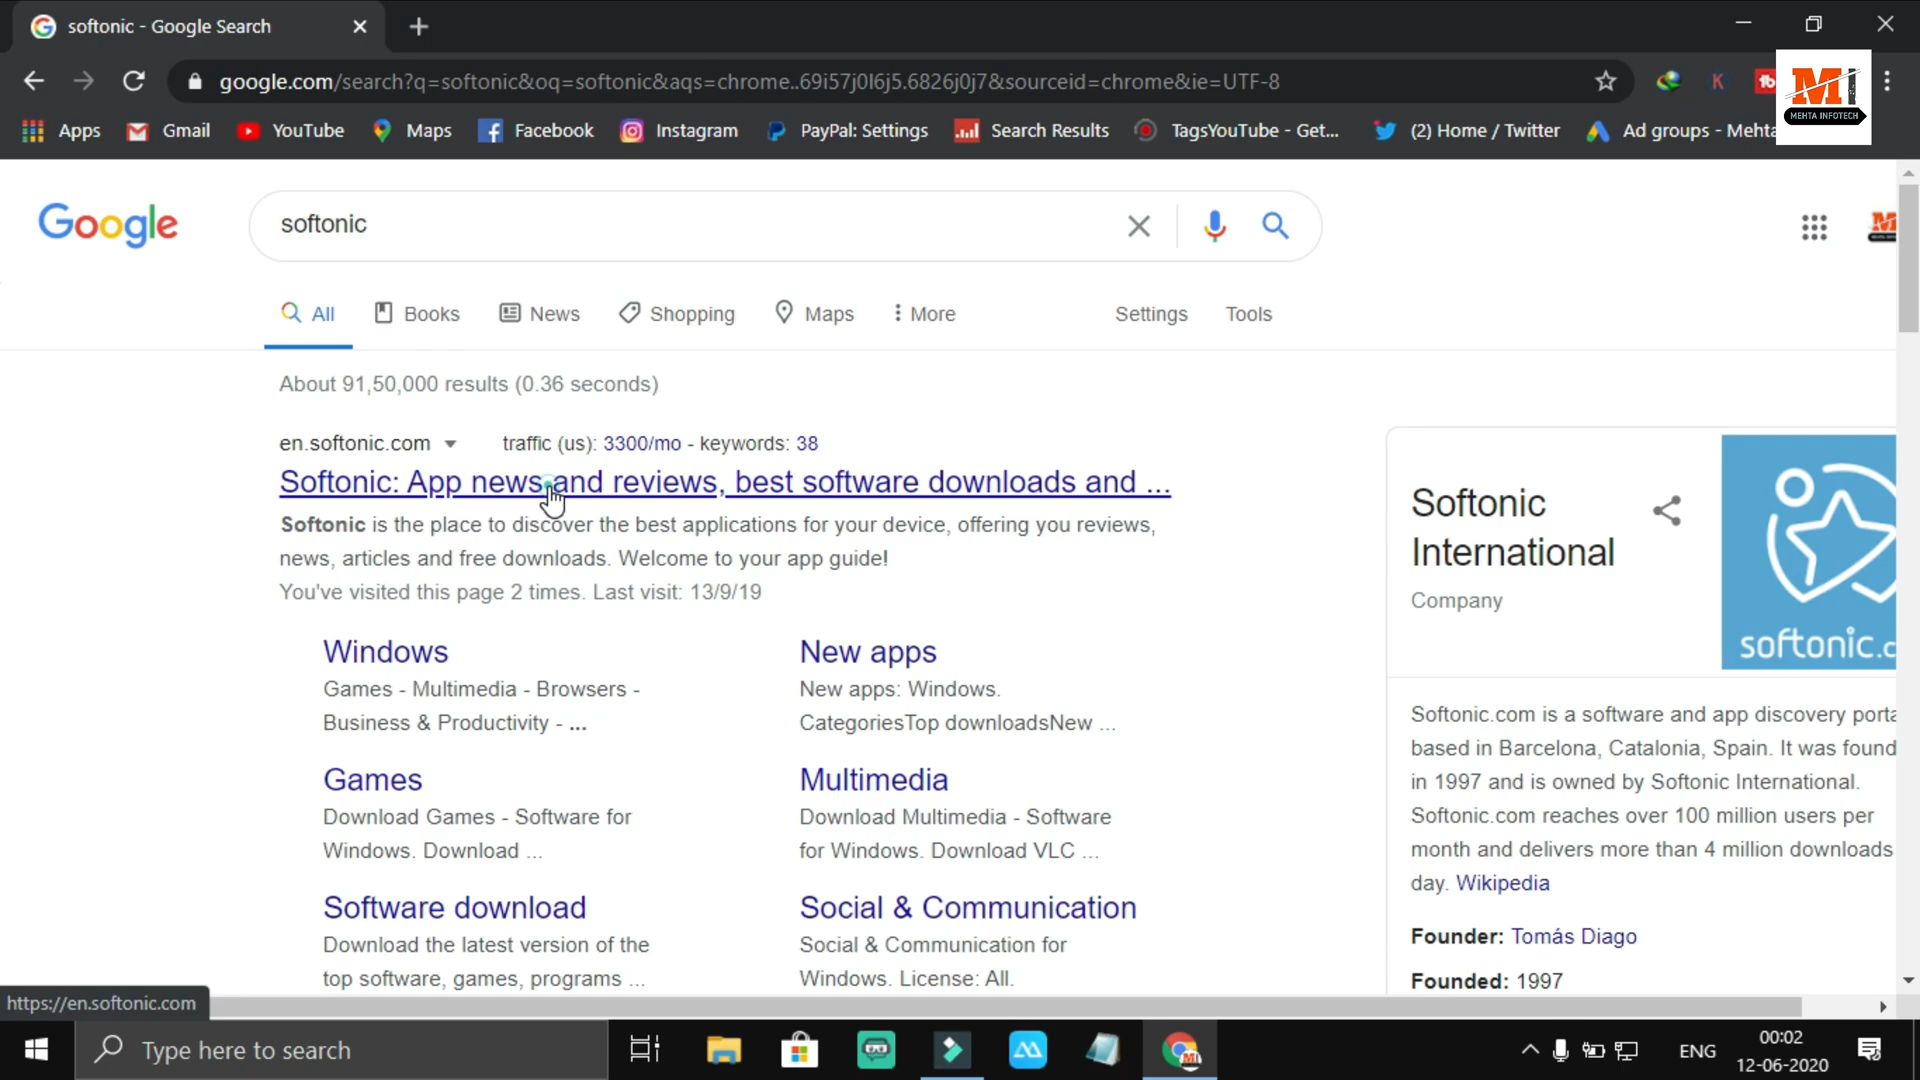 softonic - Google Search
google.com/search?q=softonic&oq=softonic&aqs=chrome..69i57j0l6j5.6826j0j7&sourceid=chrome&ie=UTF-8
K
tb
MI
MEHTA INFOTECH
Apps Gmail YouTube Maps Facebook Instagram PayPal: Settings Search Results TagsYouTube - Get... (2) Home / Twitter Ad groups - Mehta
Google
softonic
All Books News Shopping Maps More Settings Tools
About 91,50,000 results (0.36 seconds)
en.softonic.com traffic (us): 3300/mo - keywords: 38
Softonic: App news and reviews, best software downloads and ...
Softonic is the place to discover the best applications for your device, offering you reviews,
news, articles and free downloads. Welcome to your app guide!
You've visited this page 2 times. Last visit: 13/9/19
Windows
Games - Multimedia - Browsers -
Business & Productivity - ...
New apps
New apps: Windows.
CategoriesTop downloadsNew ...
Games
Download Games - Software for
Windows. Download ...
Multimedia
Download Multimedia - Software
for Windows. Download VLC ...
Software download
Download the latest version of the
top software, games, programs ...
Social & Communication
Social & Communication for
Windows. License: All.
Softonic
International
Company
softonic.c
Softonic.com is a software and app discovery porta
based in Barcelona, Catalonia, Spain. It was found
in 1997 and is owned by Softonic International.
Softonic.com reaches over 100 million users per
month and delivers more than 4 million downloads
day. Wikipedia
Founder: Tomás Diago
Founded: 1997
https://en.softonic.com
Type here to search
ENG
00:02
12-06-2020